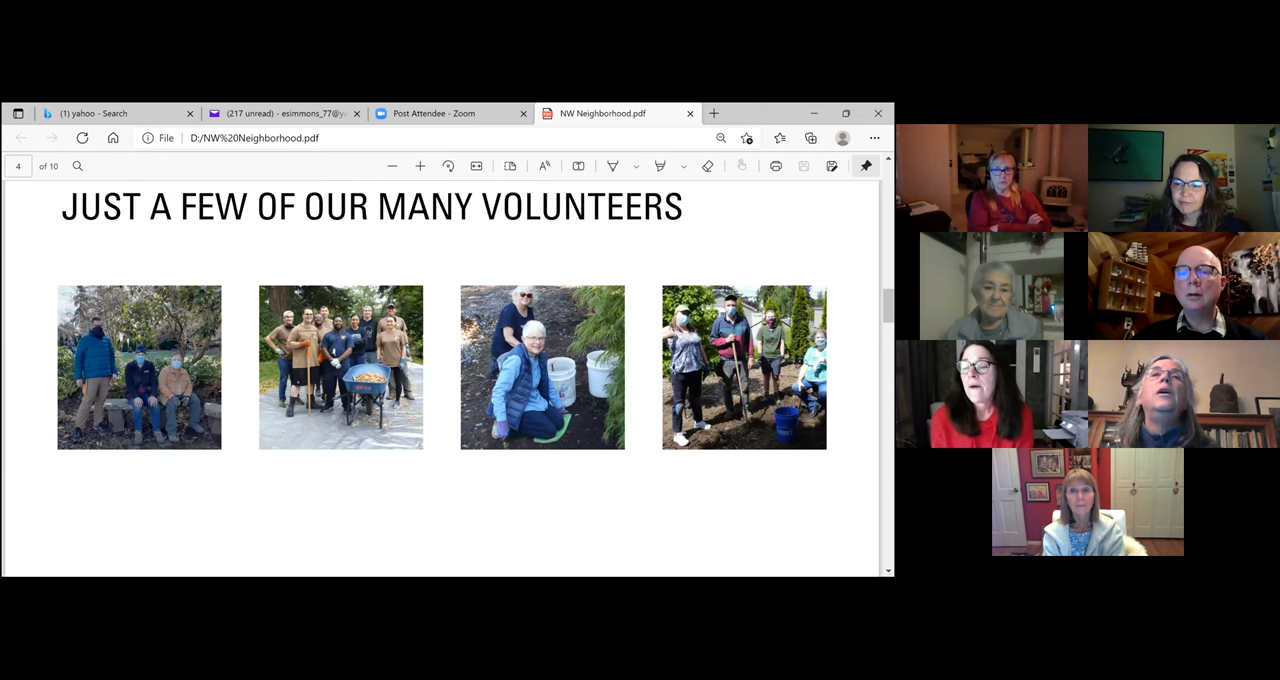 (1) yahoo - Search
(217 unread) - esimmons_77@y
Post Attendee - Zoom
NW Neighborhood.pdf
File
D:/NW%20Neighborhood.pdf
4
of 10
JUST A FEW OF OUR MANY VOLUNTEERS